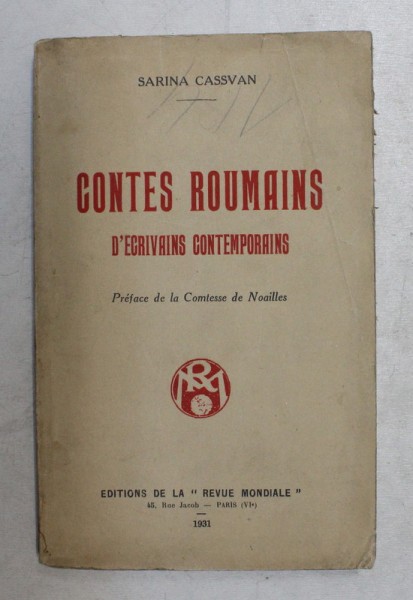 SARINA CASSVAN
CONTES ROUMAINS
D'ECRIVAINS CONTEMPORAINS
Préface de la Comtesse de Noailles
EDITIONS DE LA " REVUE MONDIALE "
45, Rue Jacob — PARIS (VIe)
1931